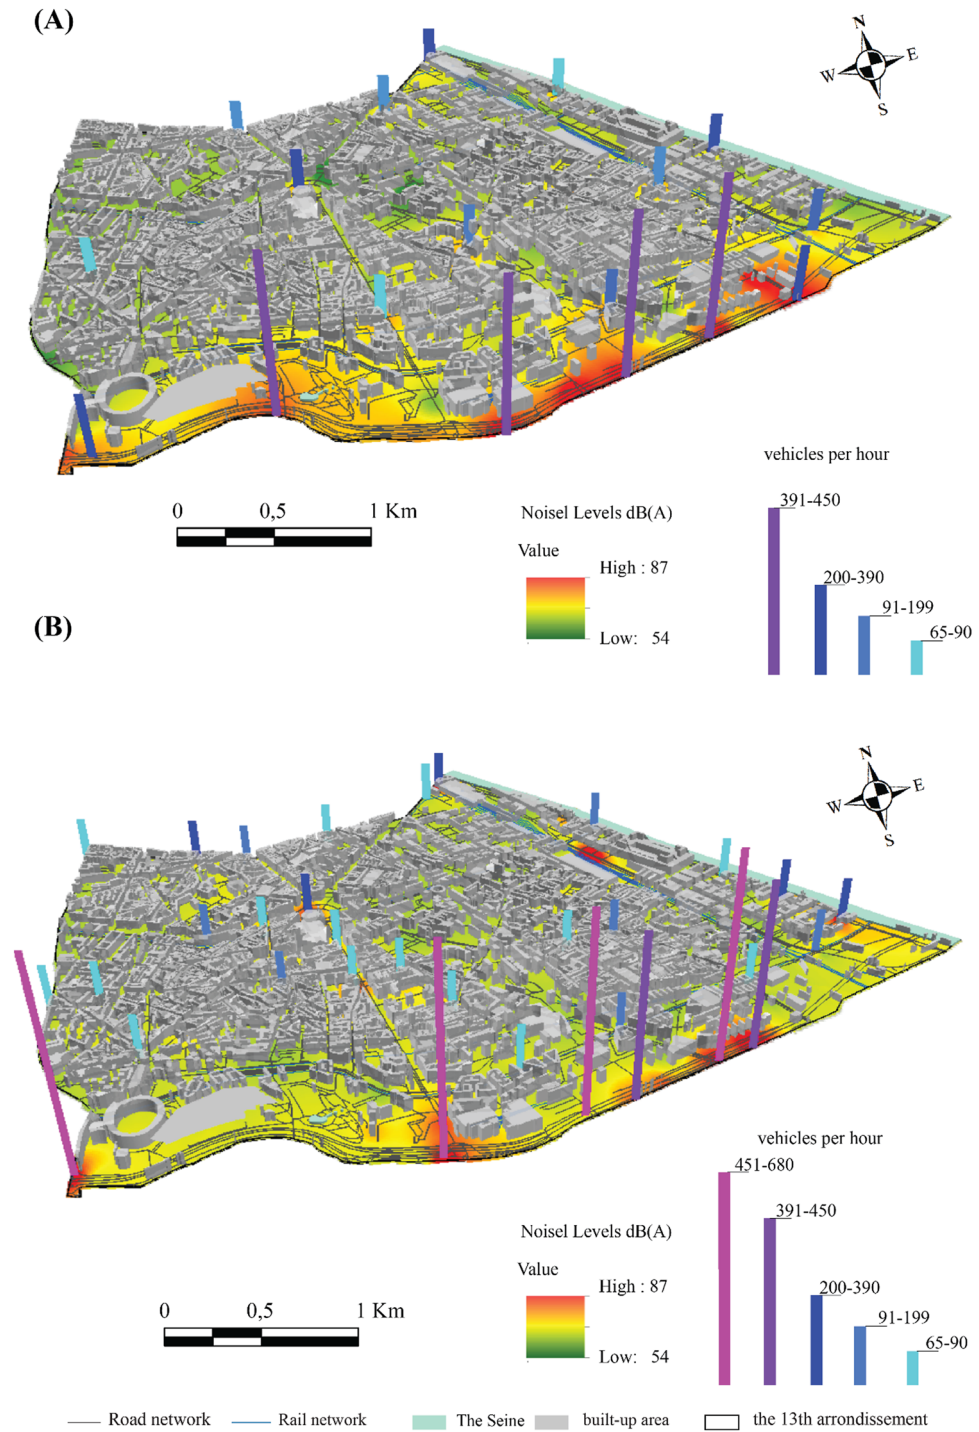 (A)
N
W E
S
vehicles per hour
391-450
200-390
91-199
65-90
0 0,5 1 Km
Noisel Levels dB(A)
Value
High : 87
Low: 54
(B)
N
W E
S
vehicles per hour
451-680
391-450
200-390
91-199
65-90
Noisel Levels dB(A)
Value
High : 87
Low: 54
0 0,5 1 Km
Road network Rail network The Seine built-up area the 13th arrondissement